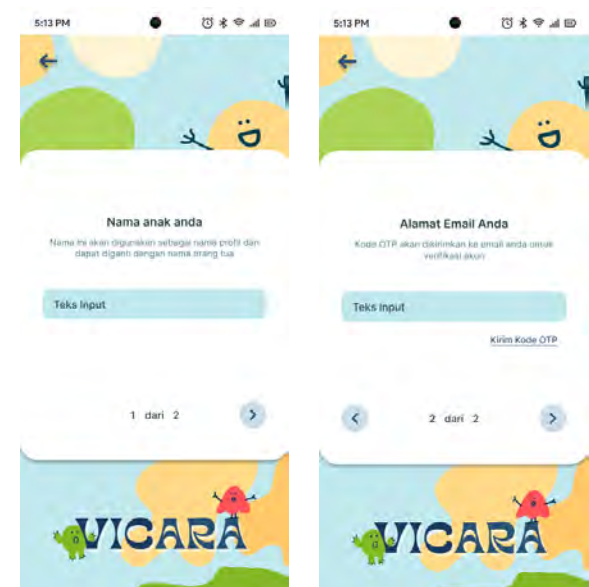 5:13 PM
Nama anak anda
Nama ini akan digunakan sebagai nama profil dan
dapat diganti dengan nama orang tua
Teks Input
1 dari 2
VICARA
5:13 PM
Alamat Email Anda
Kode OTP akan dikirimkan ke email anda untuk
verifikasi akun
Teks Input
Kirim Kode OTP
2 dari 2
VICARA